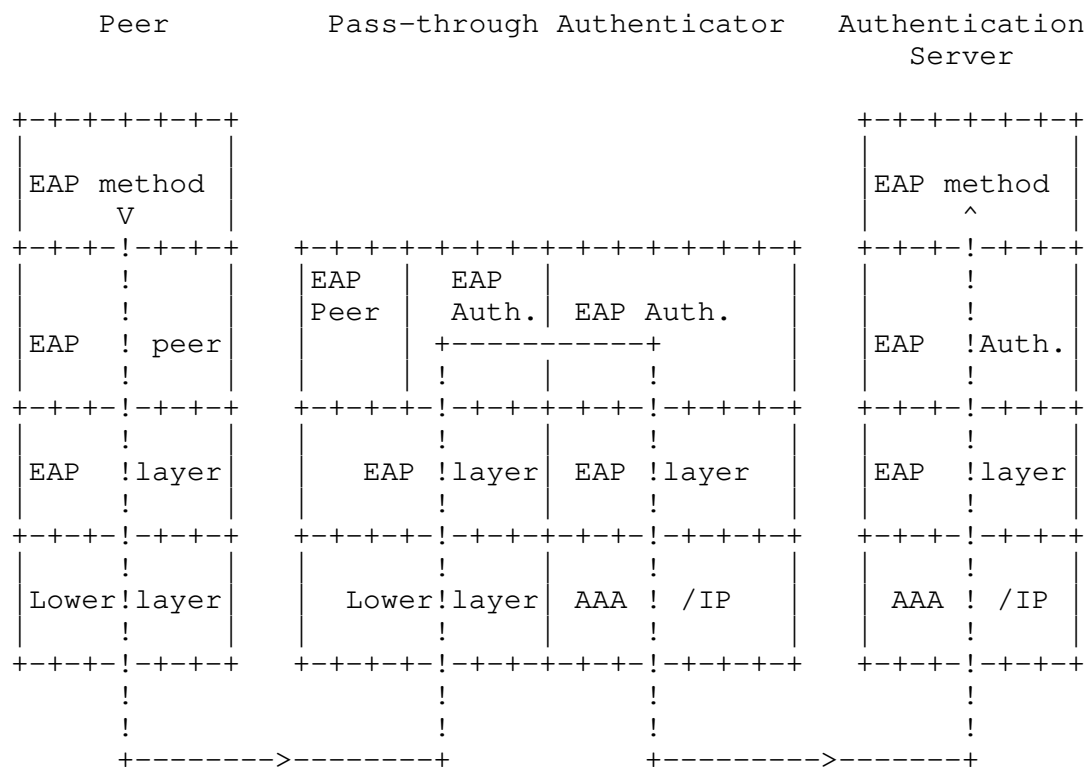 Peer Pass-through Authenticator Authentication
Server
EAP method EAP method
V ^
EAP EAP
Peer Auth. EAP Auth.
EAP ! peer EAP !Auth.
EAP !layer EAP !layer EAP !layer EAP !layer
Lower!layer Lower!layer AAA ! /IP AAA ! /IP